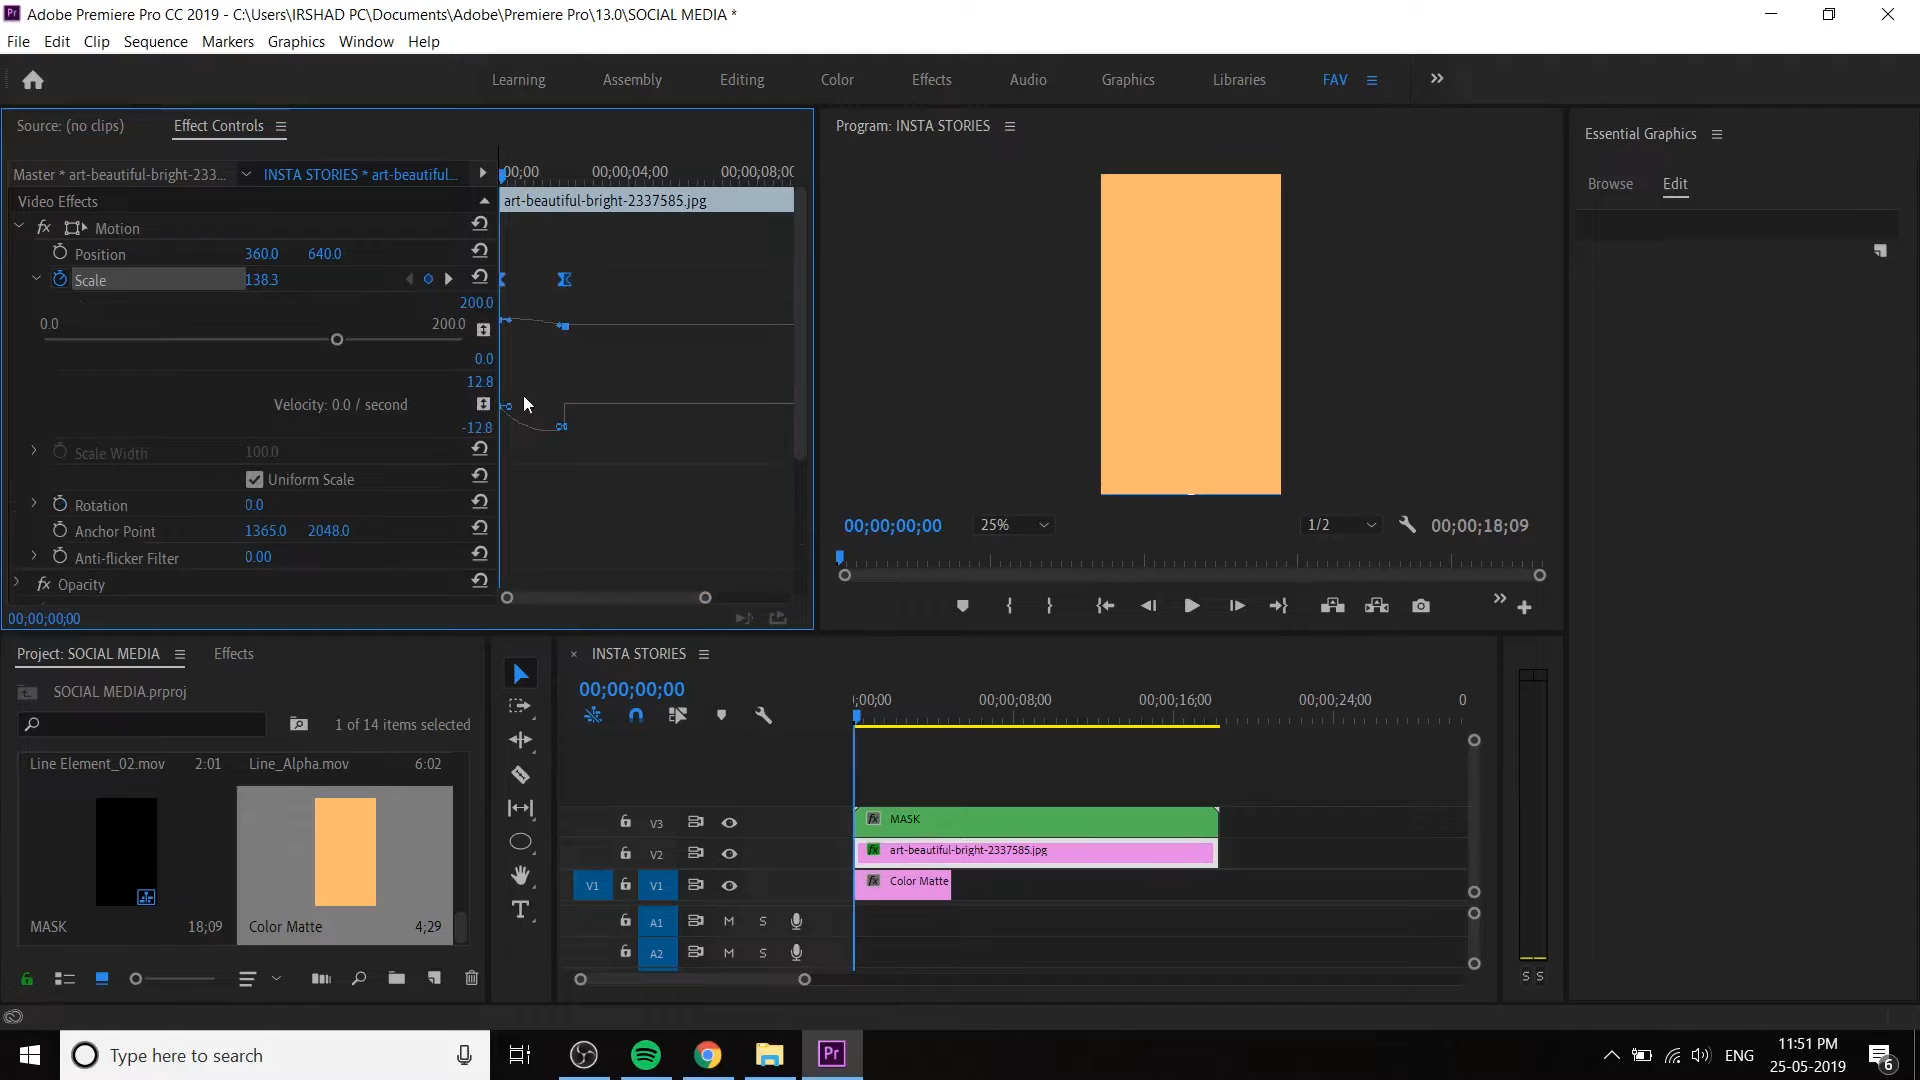 Adobe Premiere Pro CC 2019 - C:\Users\IRSHAD PC\Documents\Adobe\Premiere Pro\13.0\SOCIAL MEDIA *
File Edit Clip Sequence Markers Graphics Window Help
Learning Assembly Editing Color Effects Audio Graphics Libraries FAV
Source: (no clips) Effect Controls
Master * art-beautiful-bright-233... INSTA STORIES * art-beautiful...
00;00 00;00;04;00 00;00;08;00
Video Effects
art-beautiful-bright-2337585.jpg
fx Motion
Position 360.0 640.0
Scale 138.3
200.0
0.0 200.0
0.0
12.8
Velocity: 0.0 / second
-12.8
Scale Width 100.0
Uniform Scale
Rotation 0.0
Anchor Point 1365.0 2048.0
Anti-flicker Filter 0.00
fx Opacity
00;00;00;00
Program: INSTA STORIES
00;00;00;00 25% 1/2 00;00;18;09
Essential Graphics
Browse Edit
Project: SOCIAL MEDIA Effects
SOCIAL MEDIA.prproj
1 of 14 items selected
Line Element_02.mov 2:01 Line_Alpha.mov 6:02
MASK 18;09 Color Matte 4;29
× INSTA STORIES
00;00;00;00
;00;00 00;00;08;00 00;00;16;00 00;00;24;00 0
V3 fx MASK
V2 fx art-beautiful-bright-2337585.jpg
V1 V1 fx Color Matte
A1 M S
A2 M S
S S
Type here to search
Pr
ENG
11:51 PM
25-05-2019
6